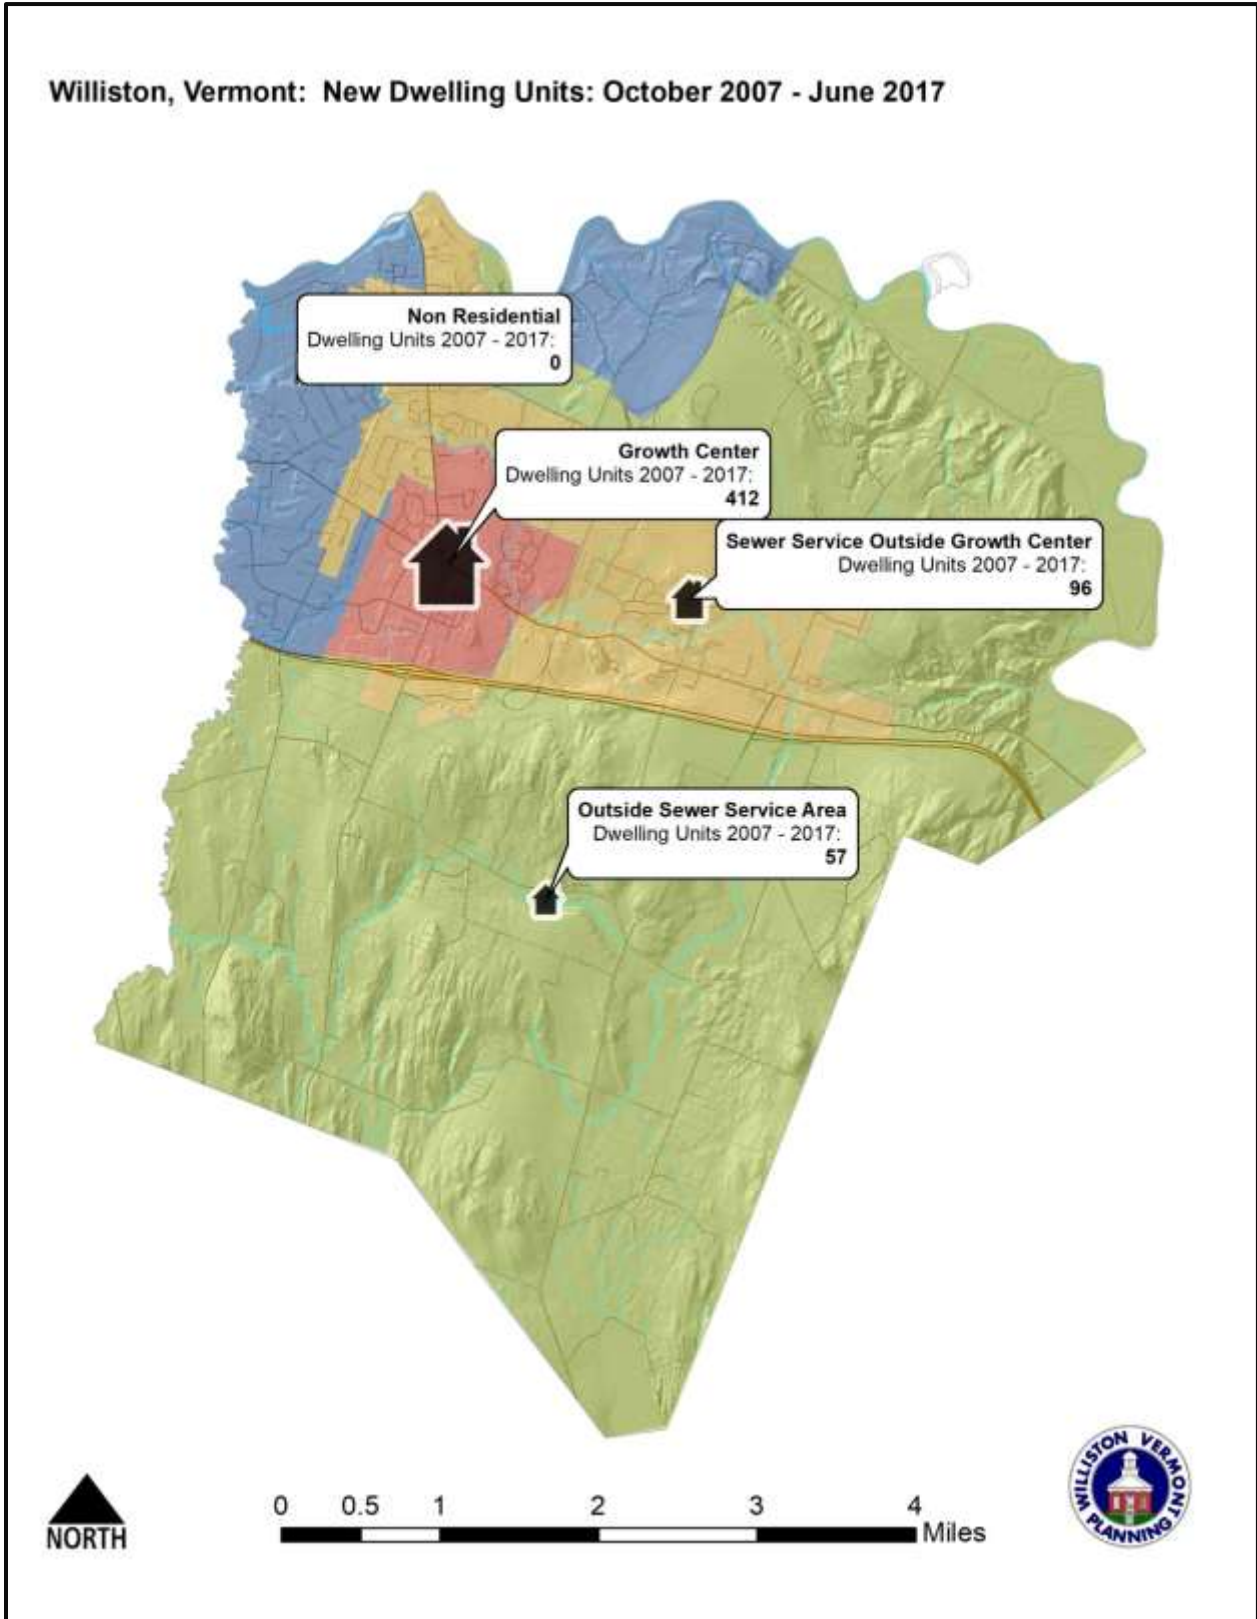 Williston, Vermont: New Dwelling Units: October 2007 - June 2017
Non Residential
Dwelling Units 2007 - 2017:
0
Growth Center
Dwelling Units 2007 - 2017:
412
Sewer Service Outside Growth Center
Dwelling Units 2007 - 2017:
96
Outside Sewer Service Area
Dwelling Units 2007 - 2017:
57
NORTH
0 0.5 1 2 3 4
Miles
WILLISTON VERMONT
PLANNING